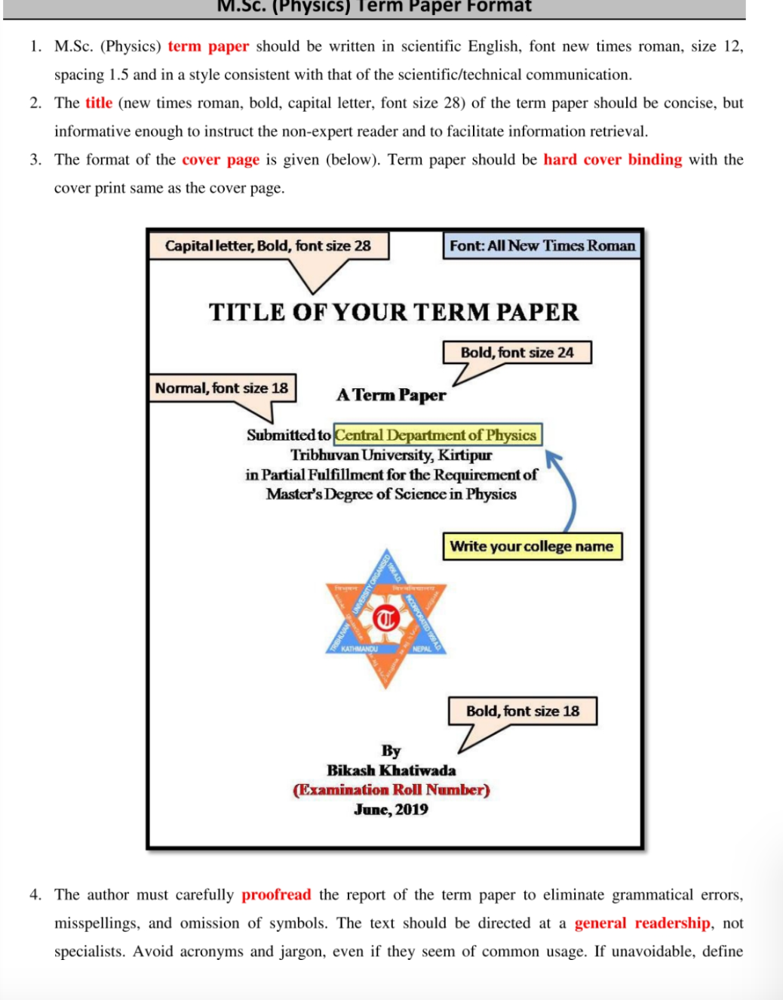 M.Sc. (Physics) Term Paper Format
1. M.Sc. (Physics) term paper should be written in scientific English, font new times roman, size 12,
spacing 1.5 and in a style consistent with that of the scientific/technical communication.
2. The title (new times roman, bold, capital letter, font size 28) of the term paper should be concise, but
informative enough to instruct the non-expert reader and to facilitate information retrieval.
3. The format of the cover page is given (below). Term paper should be hard cover binding with the
cover print same as the cover page.
Capital letter, Bold, font size 28
Font: All New Times Roman
TITLE OF YOUR TERM PAPER
Bold, font size 24
Normal, font size 18
A Term Paper
Submitted to Central Department of Physics
Tribhuvan University, Kirtipur
in Partial Fulfillment for the Requirement of
Master's Degree of Science in Physics
Write your college name
त्रिभुवन
विश्वविद्यालय
TRIBHUVAN UNIVERSITY ORGANISED 1956 A.D.
INCORPORATED 1959 A.D.
KATHMANDU
NEPAL
Bold, font size 18
By
Bikash Khatiwada
(Examination Roll Number)
June, 2019
4. The author must carefully proofread the report of the term paper to eliminate grammatical errors,
misspellings, and omission of symbols. The text should be directed at a general readership, not
specialists. Avoid acronyms and jargon, even if they seem of common usage. If unavoidable, define